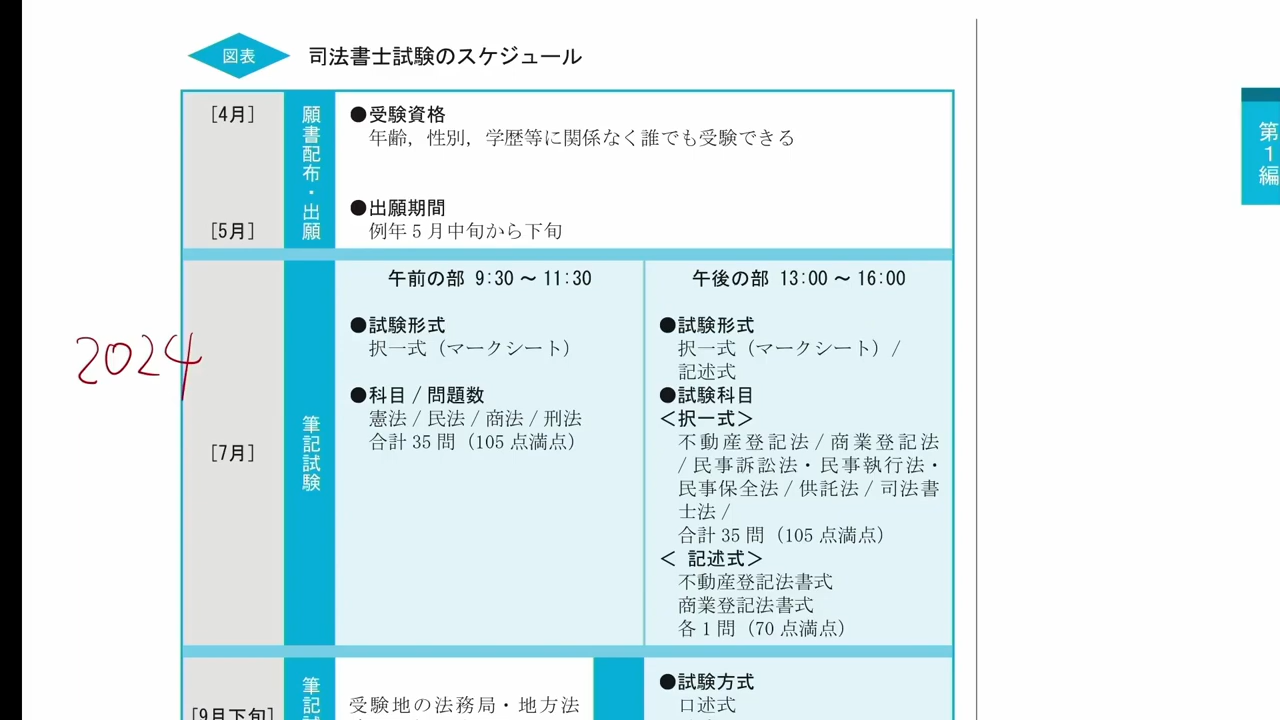 図表 司法書士試験のスケジュール
[4月]
願書配布・出願
●受験資格
年齢，性別，学歴等に関係なく誰でも受験できる
●出願期間
[5月]
例年5月中旬から下旬
2024
[7月]
筆記試験
午前の部 9:30 ～ 11:30
●試験形式
択一式（マークシート）
●科目/問題数
憲法/民法/商法/刑法
合計35問（105点満点）
午後の部 13:00 ～ 16:00
●試験形式
択一式（マークシート）/
記述式
●試験科目
＜択一式＞
不動産登記法/商業登記法
/民事訴訟法・民事執行法・
民事保全法/供託法/司法書
士法/
合計35問（105点満点）
＜ 記述式＞
不動産登記法書式
商業登記法書式
各1問（70点満点）
[9月下旬]
筆記試
受験地の法務局・地方法
●試験方式
口述式
第1編